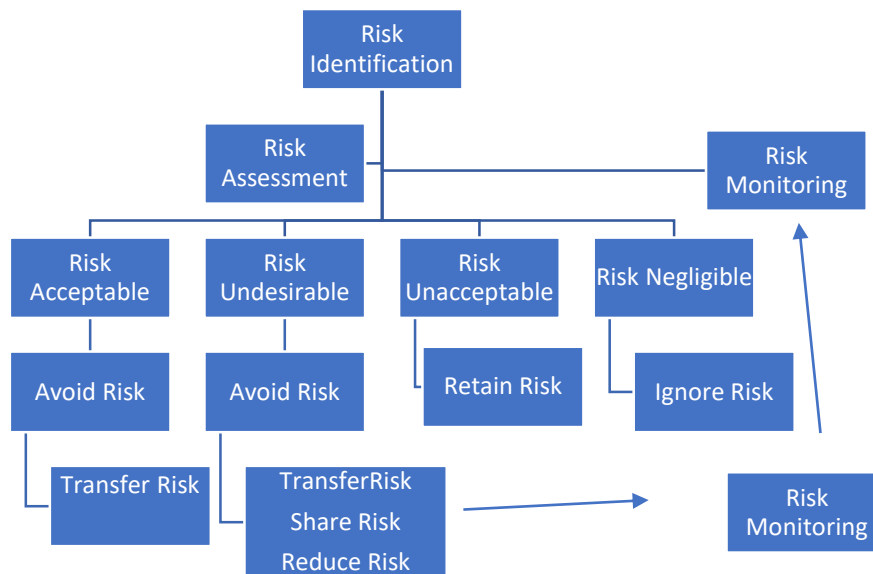 Risk
Identification
Risk
Assessment
Risk
Monitoring
Risk
Acceptable
Risk
Undesirable
Risk
Unacceptable
Risk Negligible
Avoid Risk
Avoid Risk
Retain Risk
Ignore Risk
Transfer Risk
TransferRisk
Share Risk
Reduce Risk
Risk
Monitoring